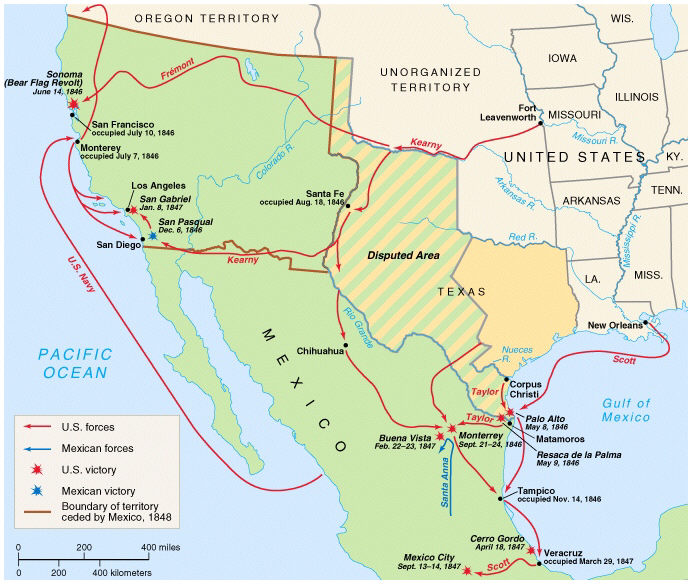 OREGON TERRITORY
WIS.
Sonoma
(Bear Flag Revolt)
June 14, 1846
Frémont
UNORGANIZED
TERRITORY
IOWA
ILLINOIS
San Francisco
occupied July 10, 1846
Monterey
occupied July 7, 1846
Fort
Leavenworth
MISSOURI
Missouri R.
Kearny
UNITED STATES
KY.
Colorado R.
Los Angeles
San Gabriel
Jan. 8, 1847
San Pasqual
Dec. 6, 1846
San Diego
Santa Fe
occupied Aug. 18, 1846
Arkansas R.
ARKANSAS
TENN.
Mississippi R.
Red R.
Kearny
Disputed Area
U.S. Navy
TEXAS
LA.
MISS.
New Orleans
Rio Grande
MEXICO
Chihuahua
PACIFIC
OCEAN
Nueces
R.
Scott
Corpus
Christi
Taylor
Gulf of
Mexico
Taylor
Palo Alto
May 8, 1846
Matamoros
Resaca de la Palma
May 9, 1846
Buena Vista
Feb. 22–23, 1847
Monterrey
Sept. 21–24, 1846
Santa Anna
Tampico
occupied Nov. 14, 1846
Cerro Gordo
April 18, 1847
Veracruz
occupied March 29, 1847
Mexico City
Sept. 13–14, 1847
Scott
U.S. forces
Mexican forces
U.S. victory
Mexican victory
Boundary of territory
ceded by Mexico, 1848
0 200 400 miles
0 200 400 kilometers